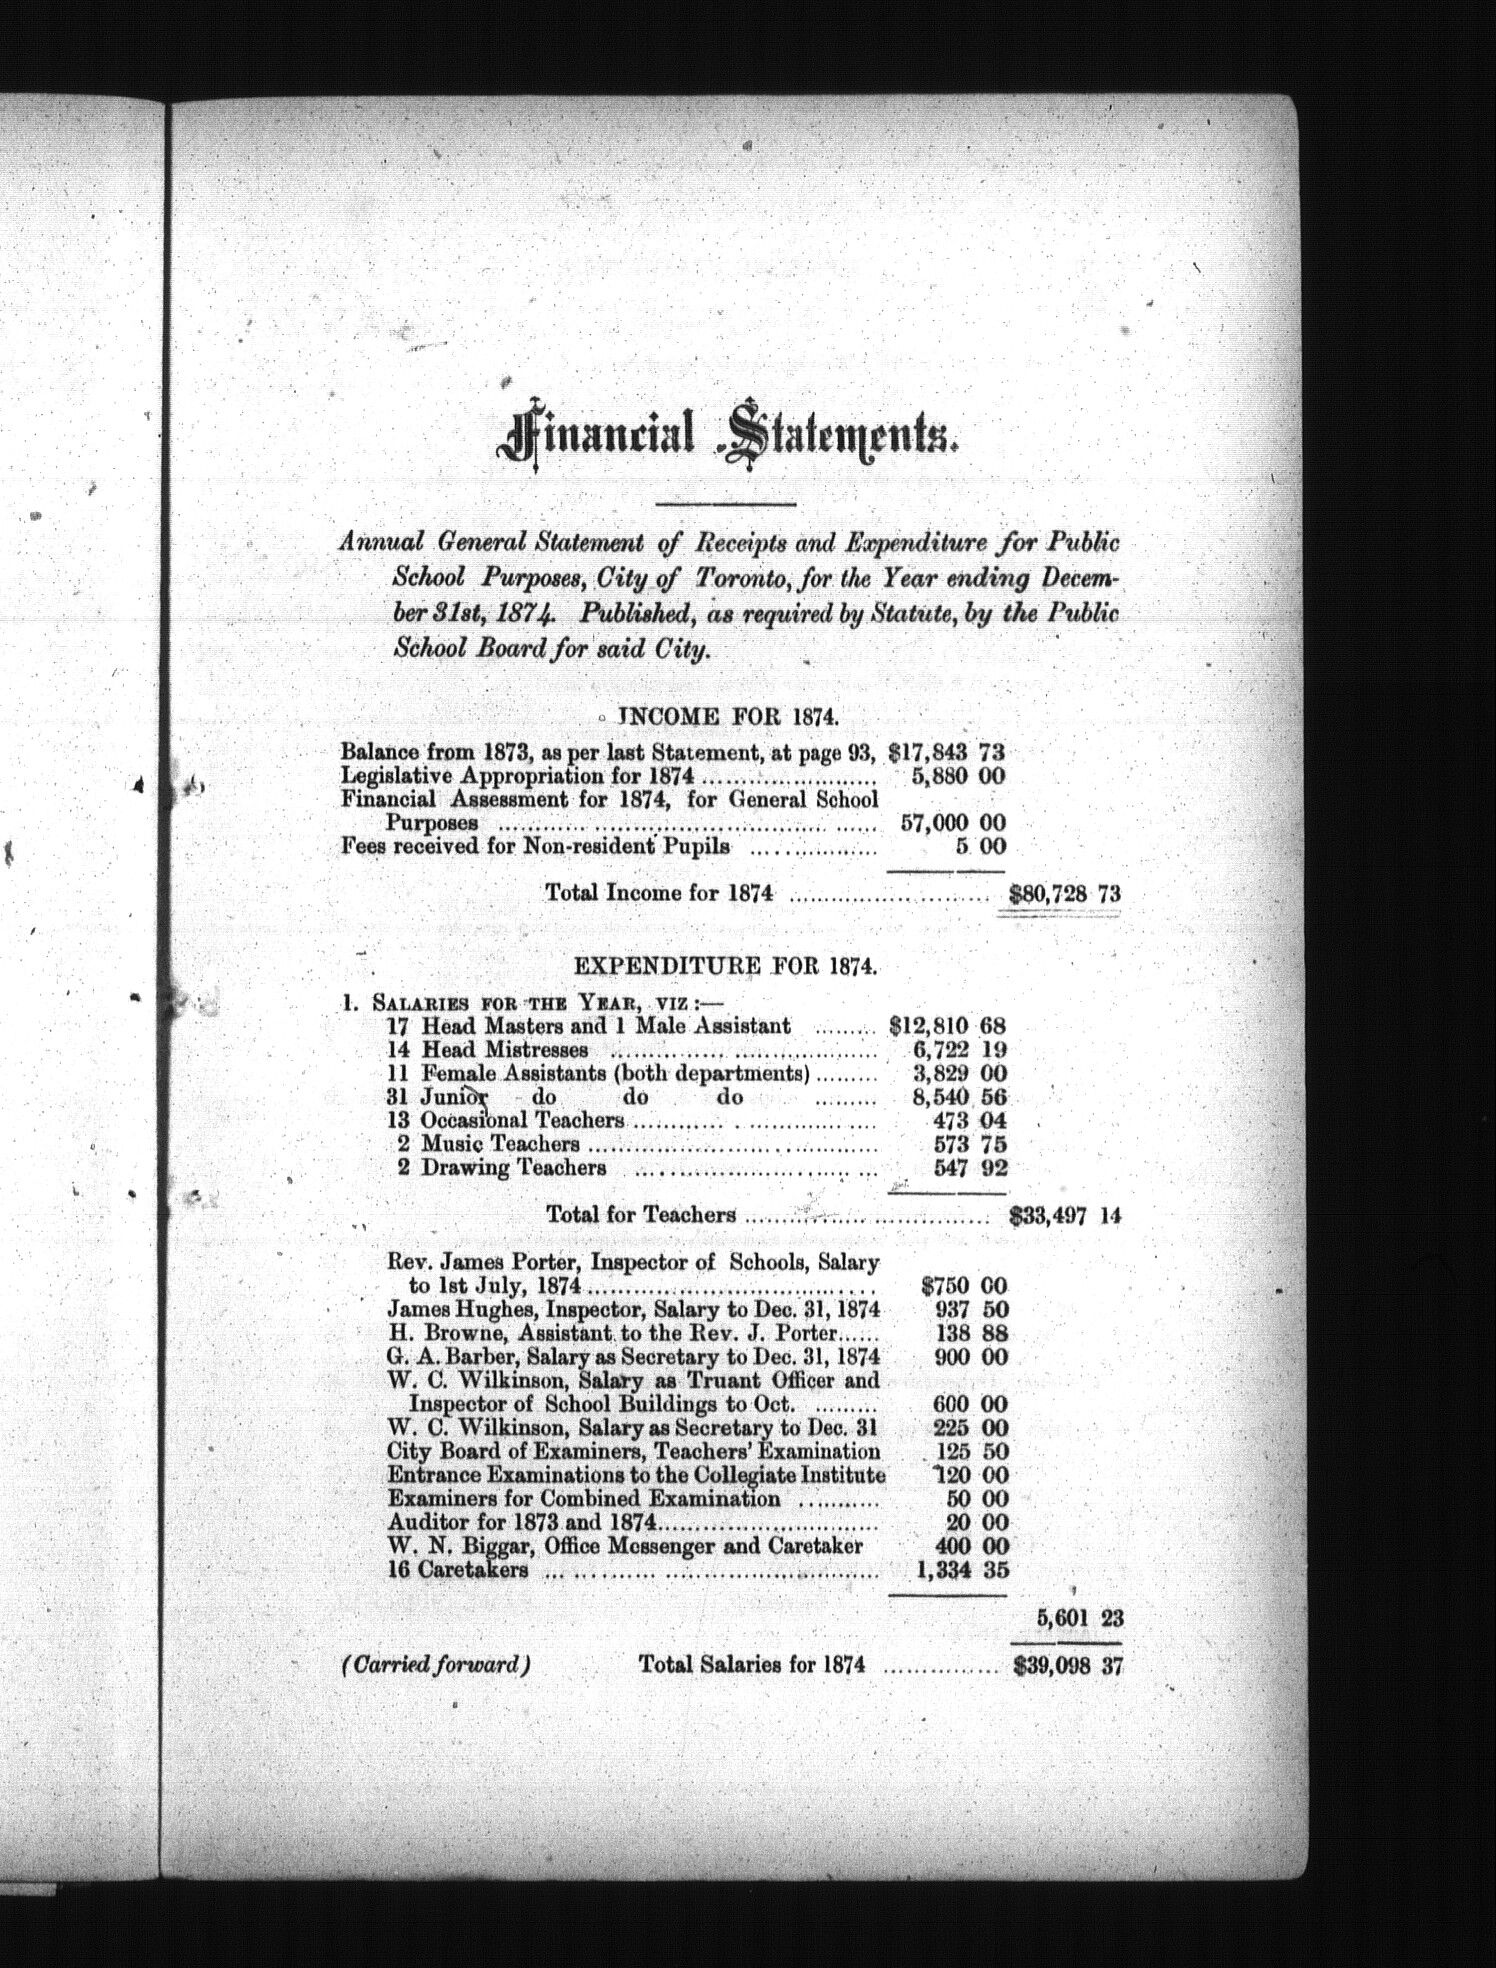 Financial Statements.
Annual General Statement of Receipts and Expenditure for Public
School Purposes, City of Toronto, for the Year ending Decem-
ber 31st, 1874. Published, as required by Statute, by the Public
School Board for said City.
INCOME FOR 1874.
Balance from 1873, as per last Statement, at page 93, $17,843 73
Legislative Appropriation for 1874 ........................ 5,880 00
Financial Assessment for 1874, for General School
Purposes ........................ 57,000 00
Fees received for Non-resident Pupils ................ 5 00
Total Income for 1874 ........................ $80,728 73
EXPENDITURE FOR 1874.
1. SALARIES FOR THE YEAR, VIZ:—
17 Head Masters and 1 Male Assistant ......... $12,810 68
14 Head Mistresses ........................ 6,722 19
11 Female Assistants (both departments) ......... 3,829 00
31 Junior do do do ......... 8,540 56
13 Occasional Teachers ........................ 473 04
2 Music Teachers ........................ 573 75
2 Drawing Teachers ........................ 547 92
Total for Teachers ........................ $33,497 14
Rev. James Porter, Inspector of Schools, Salary
to 1st July, 1874 ........................ $750 00
James Hughes, Inspector, Salary to Dec. 31, 1874 937 50
H. Browne, Assistant to the Rev. J. Porter...... 138 88
G. A. Barber, Salary as Secretary to Dec. 31, 1874 900 00
W. C. Wilkinson, Salary as Truant Officer and
Inspector of School Buildings to Oct. ......... 600 00
W. C. Wilkinson, Salary as Secretary to Dec. 31 225 00
City Board of Examiners, Teachers' Examination 125 50
Entrance Examinations to the Collegiate Institute 120 00
Examiners for Combined Examination ........... 50 00
Auditor for 1873 and 1874........................ 20 00
W. N. Biggar, Office Messenger and Caretaker 400 00
16 Caretakers ........................ 1,334 35
5,601 23
(Carried forward) Total Salaries for 1874 ............... $39,098 37